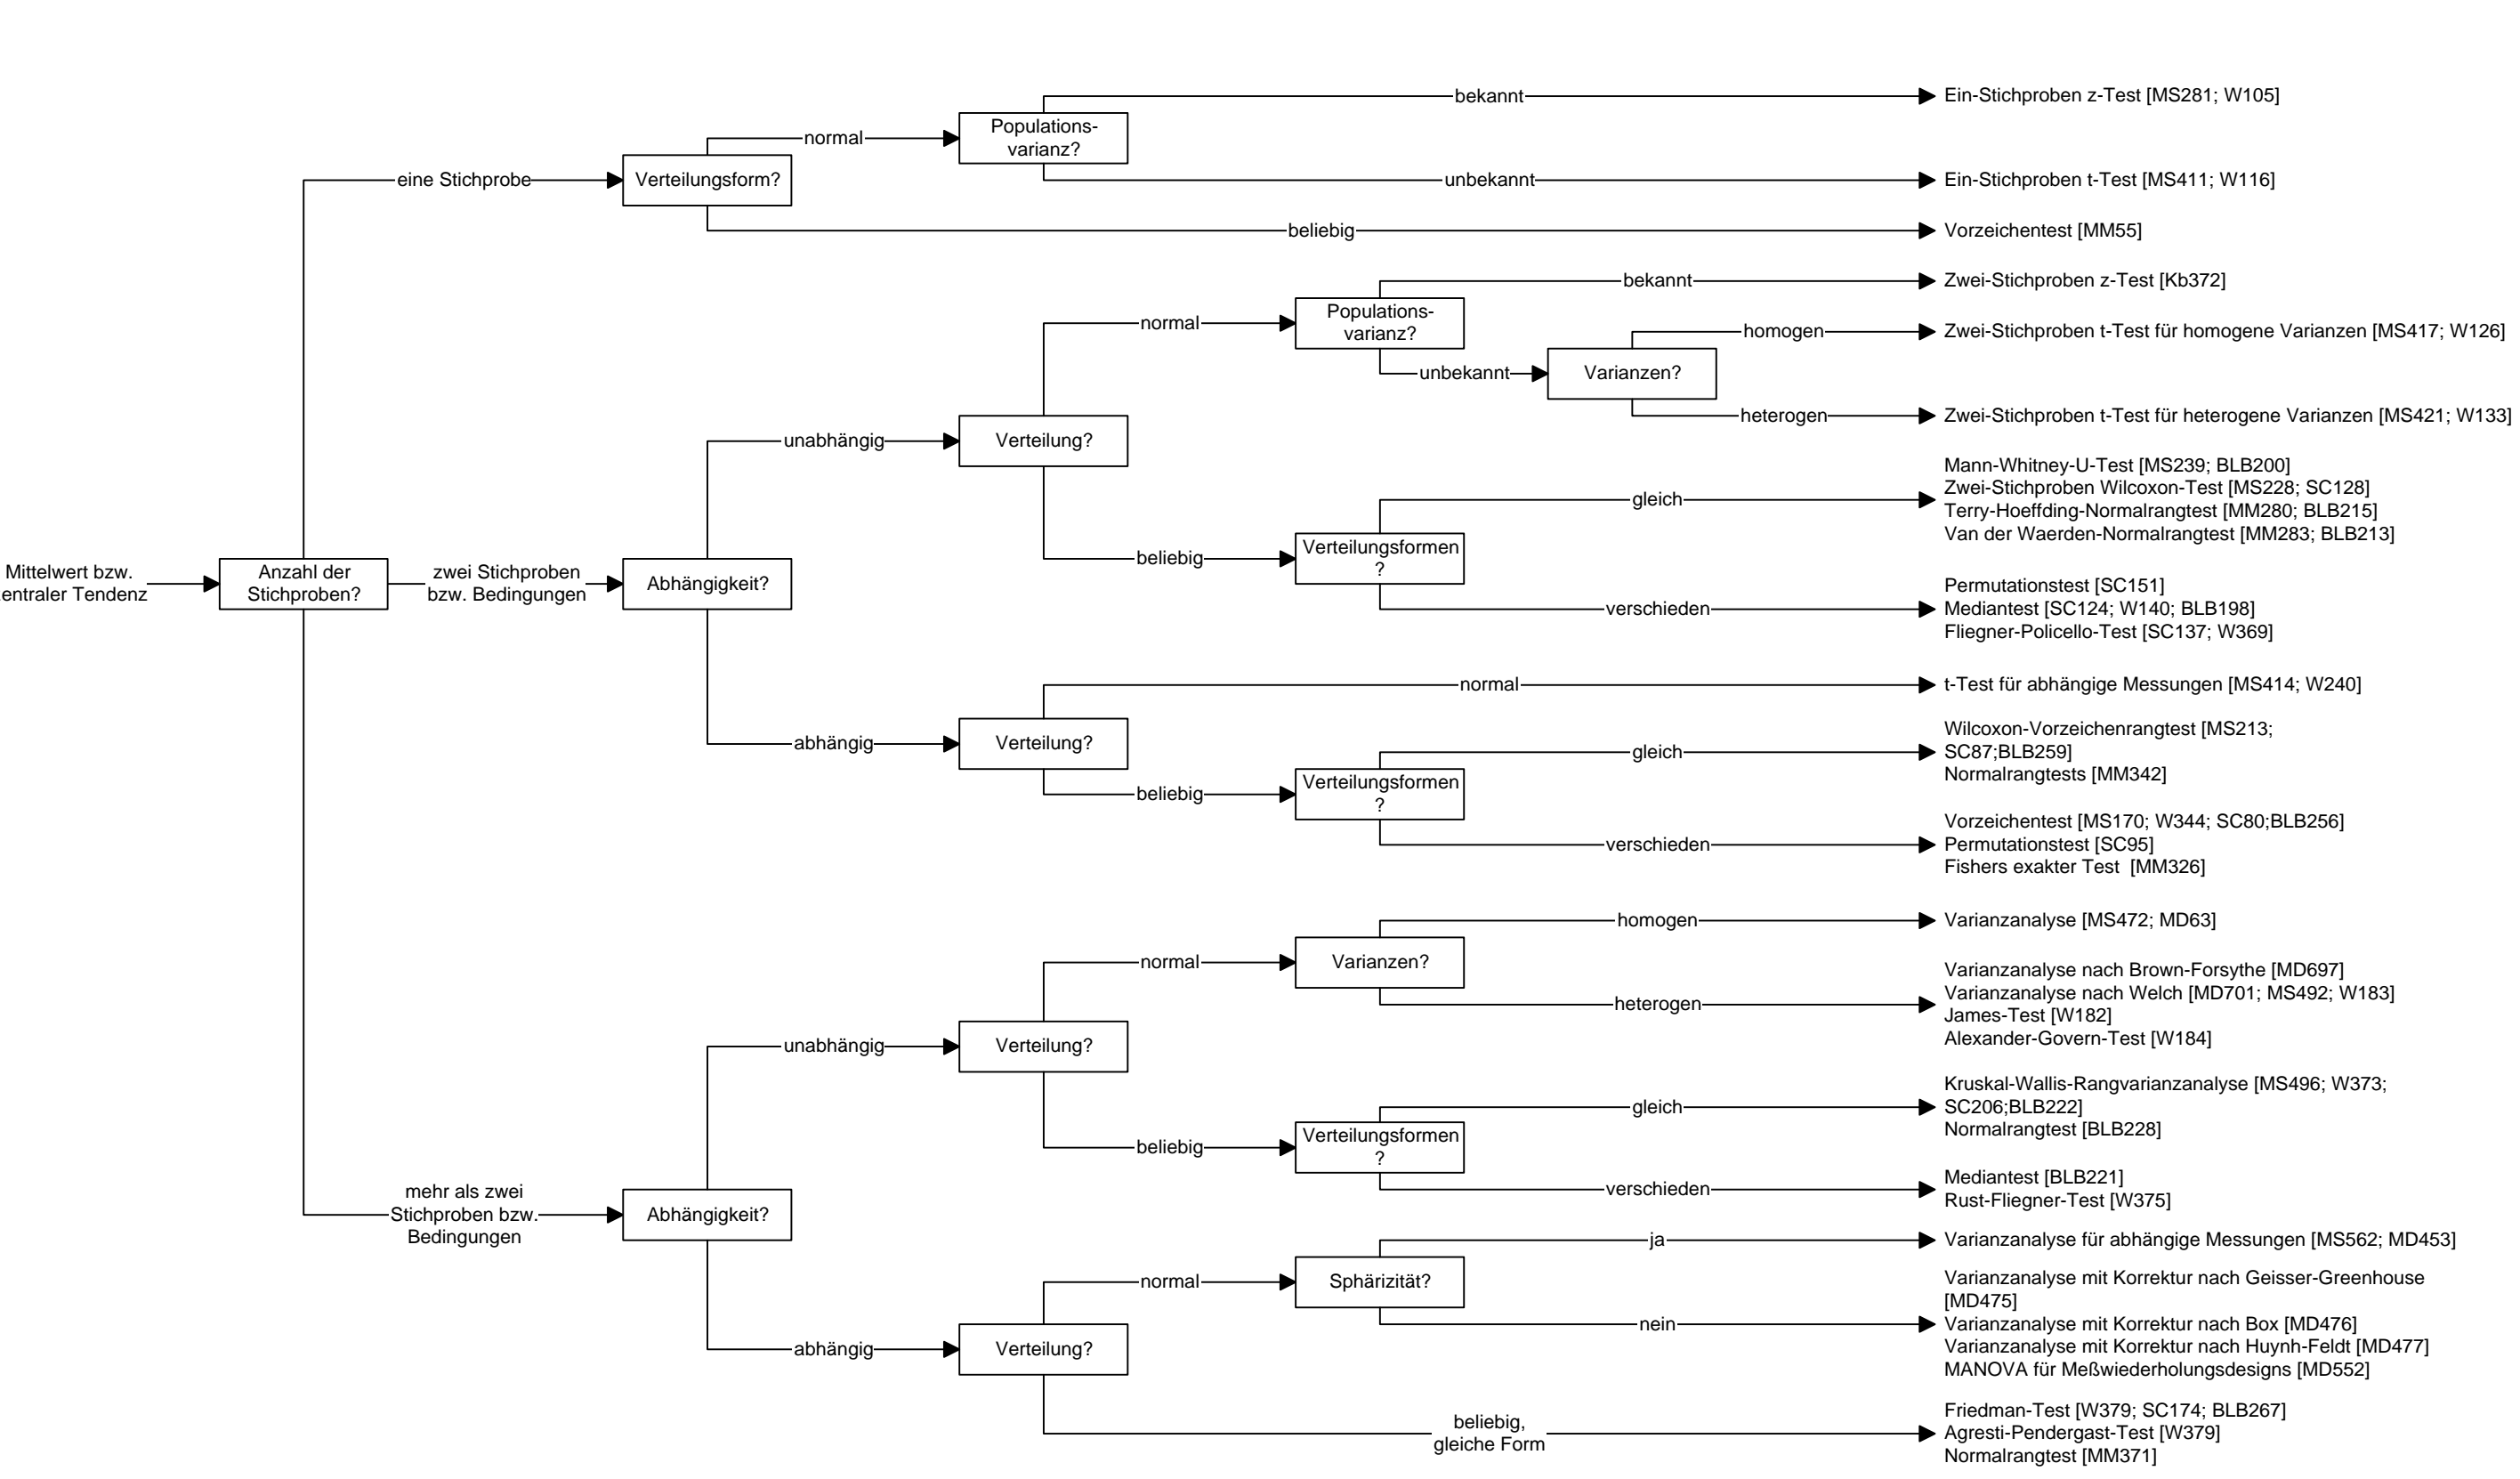 bekannt
Ein-Stichproben z-Test [MS281; W105]
Populations-
varianz?
normal
eine Stichprobe
Verteilungsform?
unbekannt
Ein-Stichproben t-Test [MS411; W116]
beliebig
Vorzeichentest [MM55]
bekannt
Zwei-Stichproben z-Test [Kb372]
normal
Populations-
varianz?
homogen
Zwei-Stichproben t-Test für homogene Varianzen [MS417; W126]
unbekannt
Varianzen?
heterogen
Zwei-Stichproben t-Test für heterogene Varianzen [MS421; W133]
unabhängig
Verteilung?
gleich
Mann-Whitney-U-Test [MS239; BLB200]
Zwei-Stichproben Wilcoxon-Test [MS228; SC128]
Terry-Hoeffding-Normalrangtest [MM280; BLB215]
Van der Waerden-Normalrangtest [MM283; BLB213]
beliebig
Verteilungsformen
?
Mittelwert bzw.
entraler Tendenz
Anzahl der
Stichproben?
zwei Stichproben
bzw. Bedingungen
Abhängigkeit?
verschieden
Permutationstest [SC151]
Mediantest [SC124; W140; BLB198]
Fliegner-Policello-Test [SC137; W369]
normal
t-Test für abhängige Messungen [MS414; W240]
abhängig
Verteilung?
gleich
Wilcoxon-Vorzeichenrangtest [MS213;
SC87;BLB259]
Normalrangtests [MM342]
beliebig
Verteilungsformen
?
verschieden
Vorzeichentest [MS170; W344; SC80;BLB256]
Permutationstest [SC95]
Fishers exakter Test  [MM326]
homogen
Varianzanalyse [MS472; MD63]
normal
Varianzen?
heterogen
Varianzanalyse nach Brown-Forsythe [MD697]
Varianzanalyse nach Welch [MD701; MS492; W183]
James-Test [W182]
Alexander-Govern-Test [W184]
unabhängig
Verteilung?
gleich
Kruskal-Wallis-Rangvarianzanalyse [MS496; W373;
SC206;BLB222]
Normalrangtest [BLB228]
beliebig
Verteilungsformen
?
verschieden
Mediantest [BLB221]
Rust-Fliegner-Test [W375]
mehr als zwei
Stichproben bzw.
Bedingungen
Abhängigkeit?
ja
Varianzanalyse für abhängige Messungen [MS562; MD453]
normal
Sphärizität?
nein
Varianzanalyse mit Korrektur nach Geisser-Greenhouse
[MD475]
Varianzanalyse mit Korrektur nach Box [MD476]
Varianzanalyse mit Korrektur nach Huynh-Feldt [MD477]
MANOVA für Meßwiederholungsdesigns [MD552]
abhängig
Verteilung?
beliebig,
gleiche Form
Friedman-Test [W379; SC174; BLB267]
Agresti-Pendergast-Test [W379]
Normalrangtest [MM371]